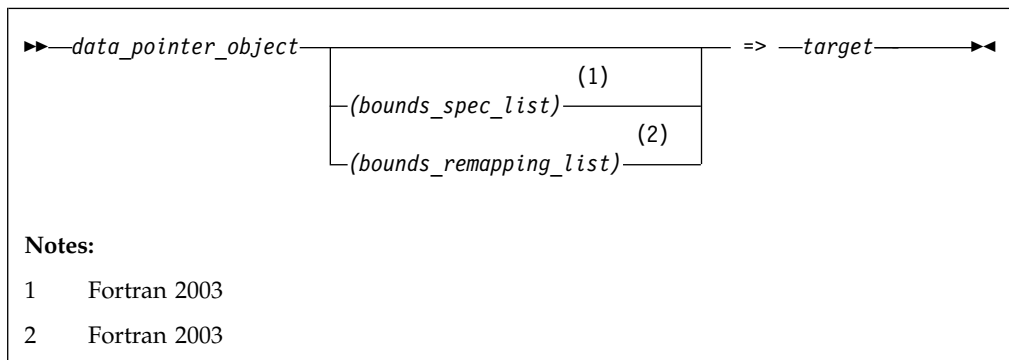 data_pointer_object => target
(1)
(bounds_spec_list)
(2)
(bounds_remapping_list)
Notes:
1 Fortran 2003
2 Fortran 2003